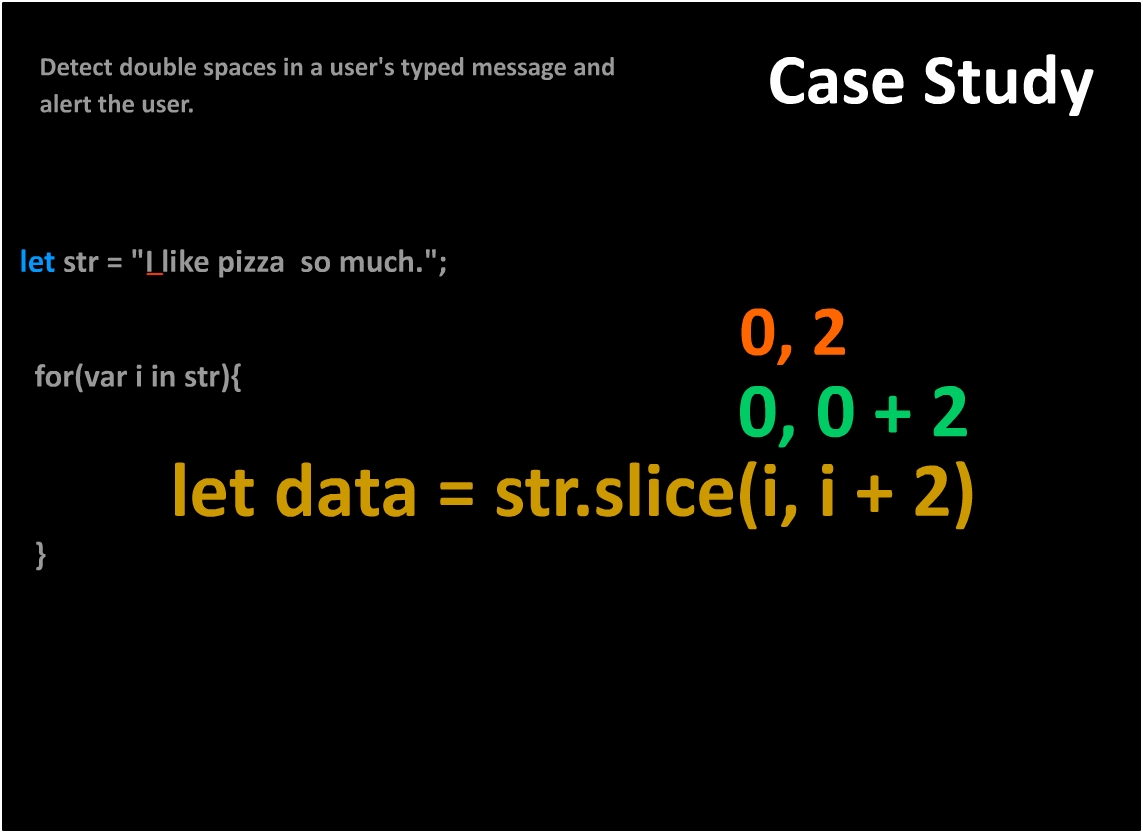 Detect double spaces in a user's typed message and
alert the user.
Case Study
let str = "I like pizza  so much.";
for(var i in str){
0, 2
0, 0 + 2
let data = str.slice(i, i + 2)
}